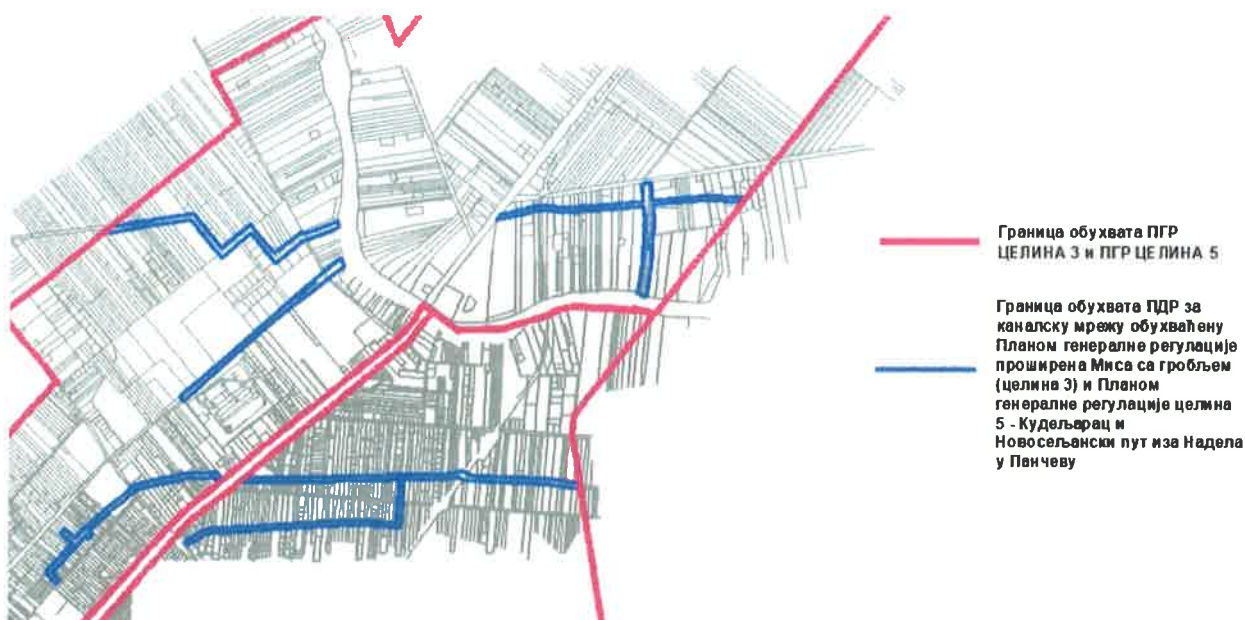 Граница обухвата ПГР
ЦЕЛИНА 3 и ПГР ЦЕЛИНА 5
Граница обухвата ПДР за
каналску мрежу обухваћену
Планом генералне регулације
проширена Миса са гробљем
(целина 3) и Планом
генералне регулације целина
5 - Кудељарац и
Новосељански пут иза Надела
у Панчеву